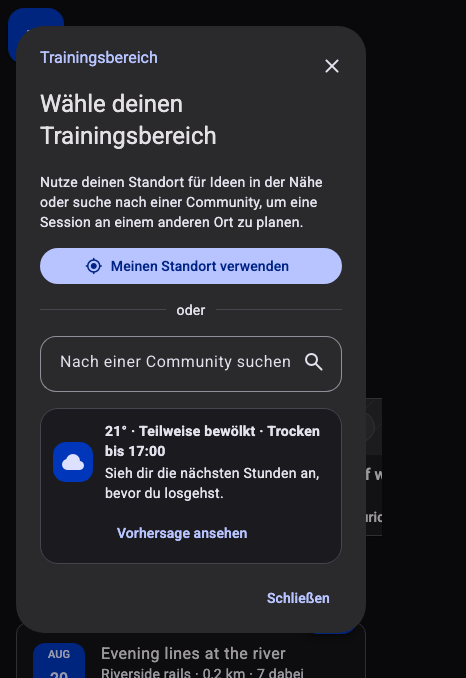 Trainingsbereich
Wähle deinen
Trainingsbereich
Nutze deinen Standort für Ideen in der Nähe
oder suche nach einer Community, um eine
Session an einem anderen Ort zu planen.
Meinen Standort verwenden
oder
Nach einer Community suchen
21° · Teilweise bewölkt · Trocken
bis 17:00
Sieh dir die nächsten Stunden an,
bevor du losgehst.
Vorhersage ansehen
Schließen
AUG
Evening lines at the river
Riverside rails · 0,2 km · 7 dabei